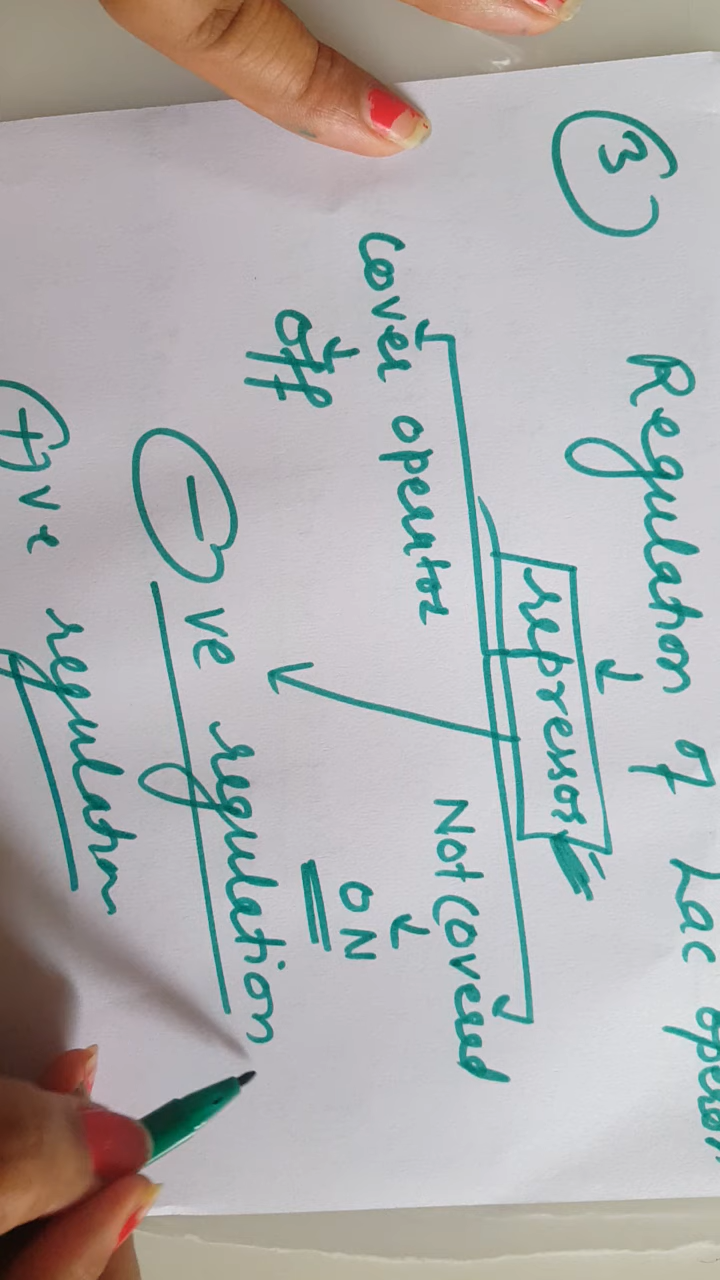 ③ Regulation of Lac operon
repressor
Cover operator Not Covered
Off ON
⊖ve regulation
⊕ve regulation